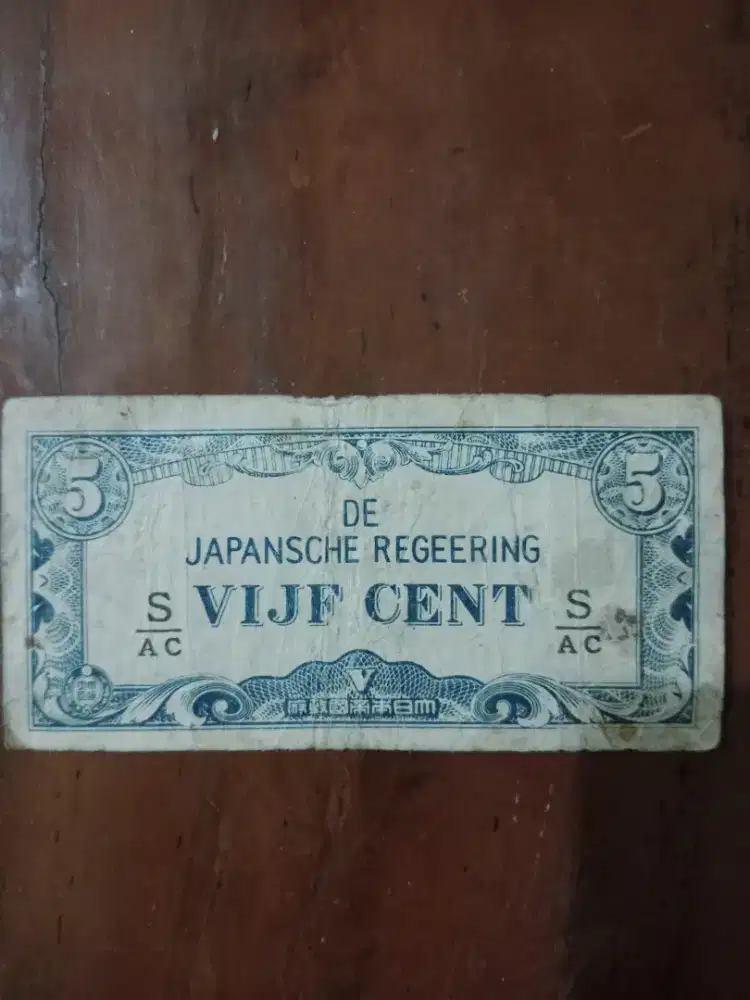 5 5
DE
JAPANSCHE REGEERING
S VIJF CENT S
AC AC
V
府政國帝本日大